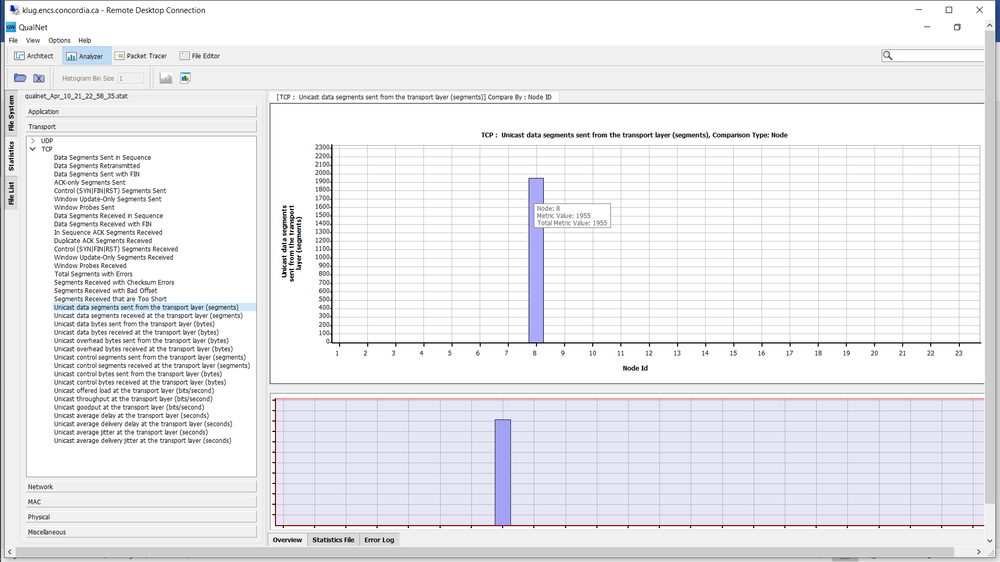 klug.encs.concordia.ca - Remote Desktop Connection
QN QualNet
File View Options Help
Architect Analyzer Packet Tracer File Editor
Histogram Bin Size 1
File System
Statistics
File List
qualnet_Apr_10_21_22_58_35.stat
Application
Transport
UDP
TCP
Data Segments Sent in Sequence
Data Segments Retransmitted
Data Segments Sent with FIN
ACK-only Segments Sent
Control (SYN|FIN|RST) Segments Sent
Window Update-Only Segments Sent
Window Probes Sent
Data Segments Received in Sequence
Data Segments Received with FIN
In Sequence ACK Segments Received
Duplicate ACK Segments Received
Control (SYN|FIN|RST) Segments Received
Window Update-Only Segments Received
Window Probes Received
Total Segments with Errors
Segments Received with Checksum Errors
Segments Received with Bad Offset
Segments Received that are Too Short
Unicast data segments sent from the transport layer (segments)
Unicast data segments received at the transport layer (segments)
Unicast data bytes sent from the transport layer (bytes)
Unicast data bytes received at the transport layer (bytes)
Unicast overhead bytes sent from the transport layer (bytes)
Unicast overhead bytes received at the transport layer (bytes)
Unicast control segments sent from the transport layer (segments)
Unicast control segments received at the transport layer (segments)
Unicast control bytes sent from the transport layer (bytes)
Unicast control bytes received at the transport layer (bytes)
Unicast offered load at the transport layer (bits/second)
Unicast throughput at the transport layer (bits/second)
Unicast goodput at the transport layer (bits/second)
Unicast average delay at the transport layer (seconds)
Unicast average delivery delay at the transport layer (seconds)
Unicast average jitter at the transport layer (seconds)
Unicast average delivery jitter at the transport layer (seconds)
Network
MAC
Physical
Miscellaneous
[TCP : Unicast data segments sent from the transport layer (segments)] Compare By : Node ID
TCP : Unicast data segments sent from the transport layer (segments), Comparison Type: Node
Unicast data segments
sent from the transport
layer (segments)
2300
2200
2100
2000
1900
1800
1700
1600
1500
1400
1300
1200
1100
1000
900
800
700
600
500
400
300
200
100
0
Node: 8
Metric Value: 1955
Total Metric Value: 1955
1 2 3 4 5 6 7 8 9 10 11 12 13 14 15 16 17 18 19 20 21 22 23
Node Id
Overview Statistics File Error Log